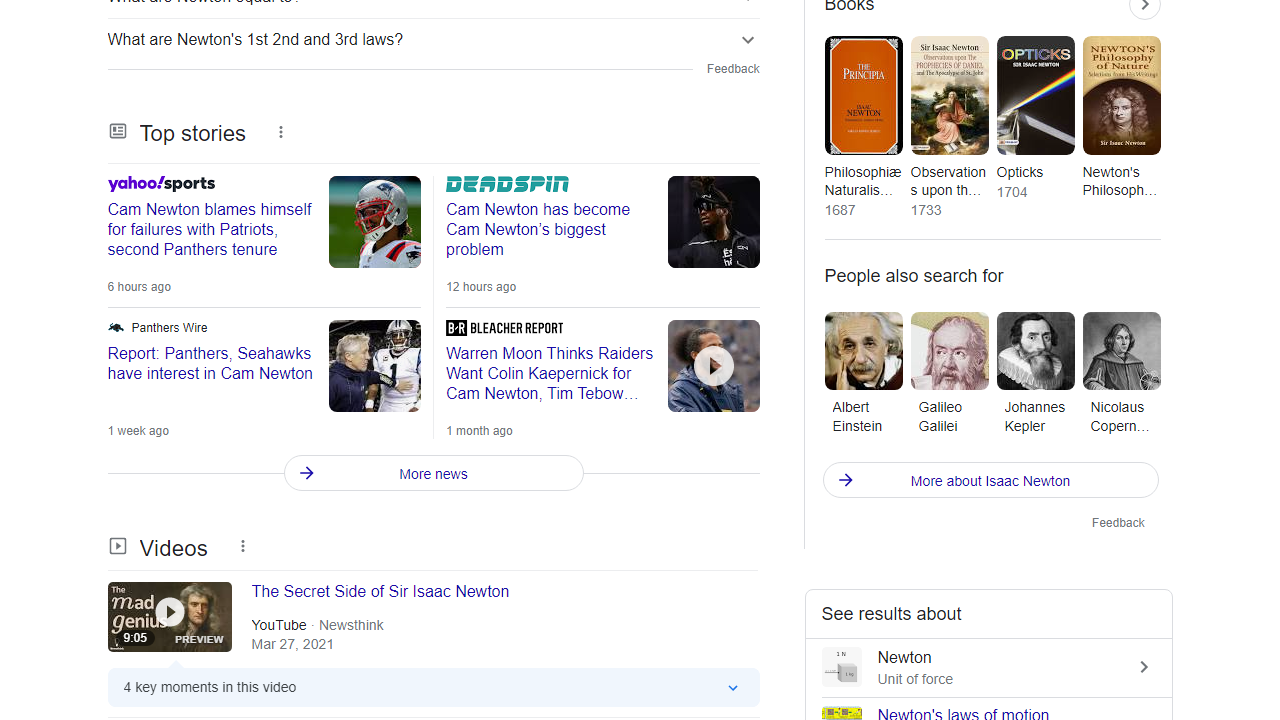 What are Newton's 1st 2nd and 3rd laws?
Feedback
Top stories
yahoo!sports
Cam Newton blames himself
for failures with Patriots,
second Panthers tenure
6 hours ago
DEADSPIN
Cam Newton has become
Cam Newton’s biggest
problem
12 hours ago
Panthers Wire
Report: Panthers, Seahawks
have interest in Cam Newton
1 week ago
B/R BLEACHER REPORT
Warren Moon Thinks Raiders
Want Colin Kaepernick for
Cam Newton, Tim Tebow…
1 month ago
More news
Videos
The
mad
genius
9:05
PREVIEW
The Secret Side of Sir Isaac Newton
YouTube · Newsthink
Mar 27, 2021
4 key moments in this video
Books
THE
PRINCIPIA
ISAAC
NEWTON
Sir Isaac Newton
Observations upon The
PROPHECIES OF DANIEL
and The Apocalypse of St. John
OPTICKS
SIR ISAAC NEWTON
NEWTON'S
Philosophy
of Nature
Selections from His Writings
Sir Isaac Newton
Philosophiæ
Naturalis…
1687
Observation
s upon th…
1733
Opticks
1704
Newton's
Philosoph…
People also search for
Albert
Einstein
Galileo
Galilei
Johannes
Kepler
Nicolaus
Copern…
More about Isaac Newton
Feedback
See results about
1 N
1 kg
Newton
Unit of force
Newton's laws of motion